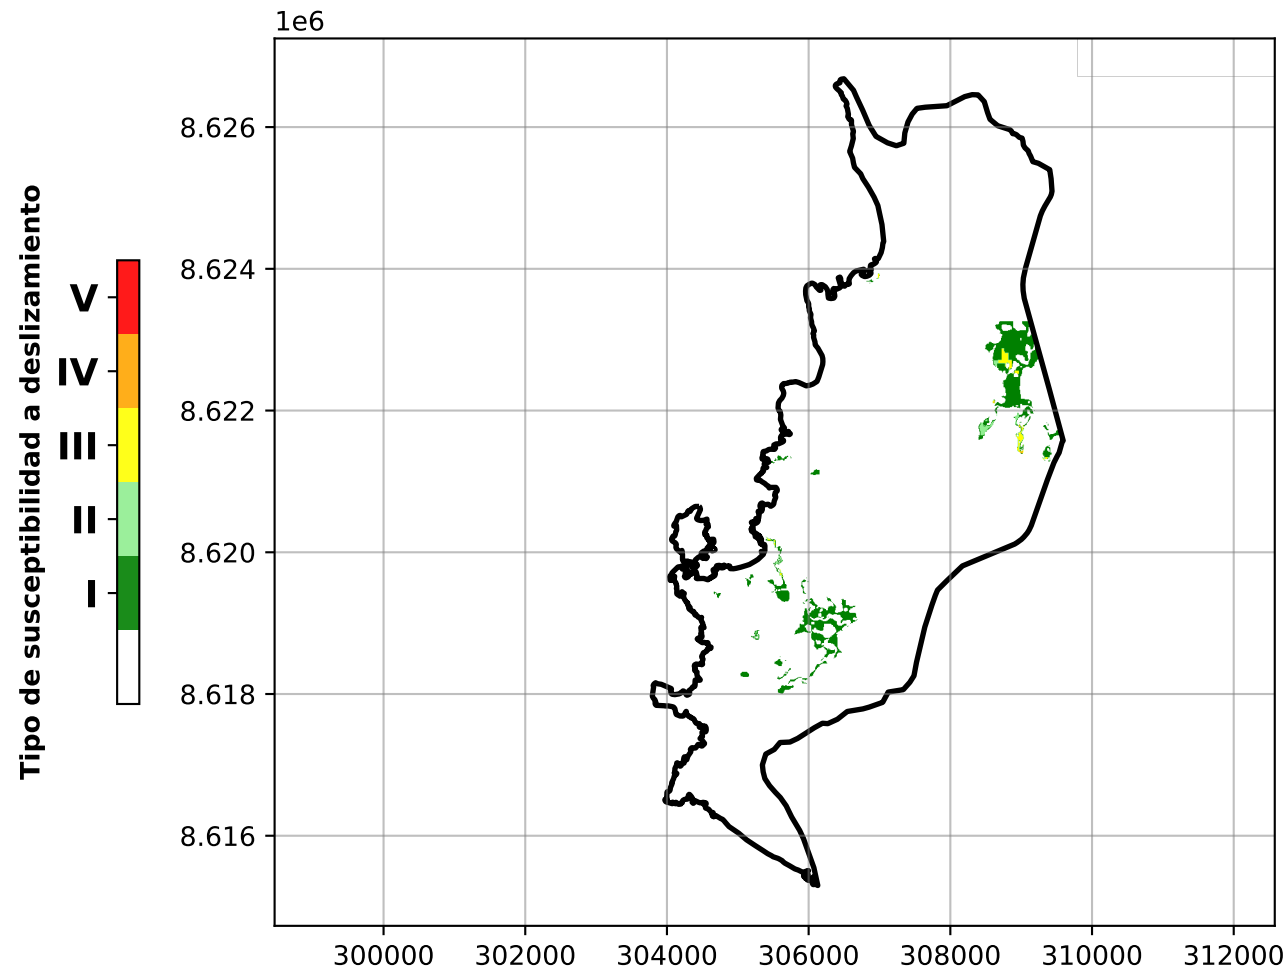 1e6
8.626
8.624
8.622
8.620
8.618
8.616
Tipo de susceptibilidad a deslizamiento
V
IV
III
II
I
300000 302000 304000 306000 308000 310000 312000